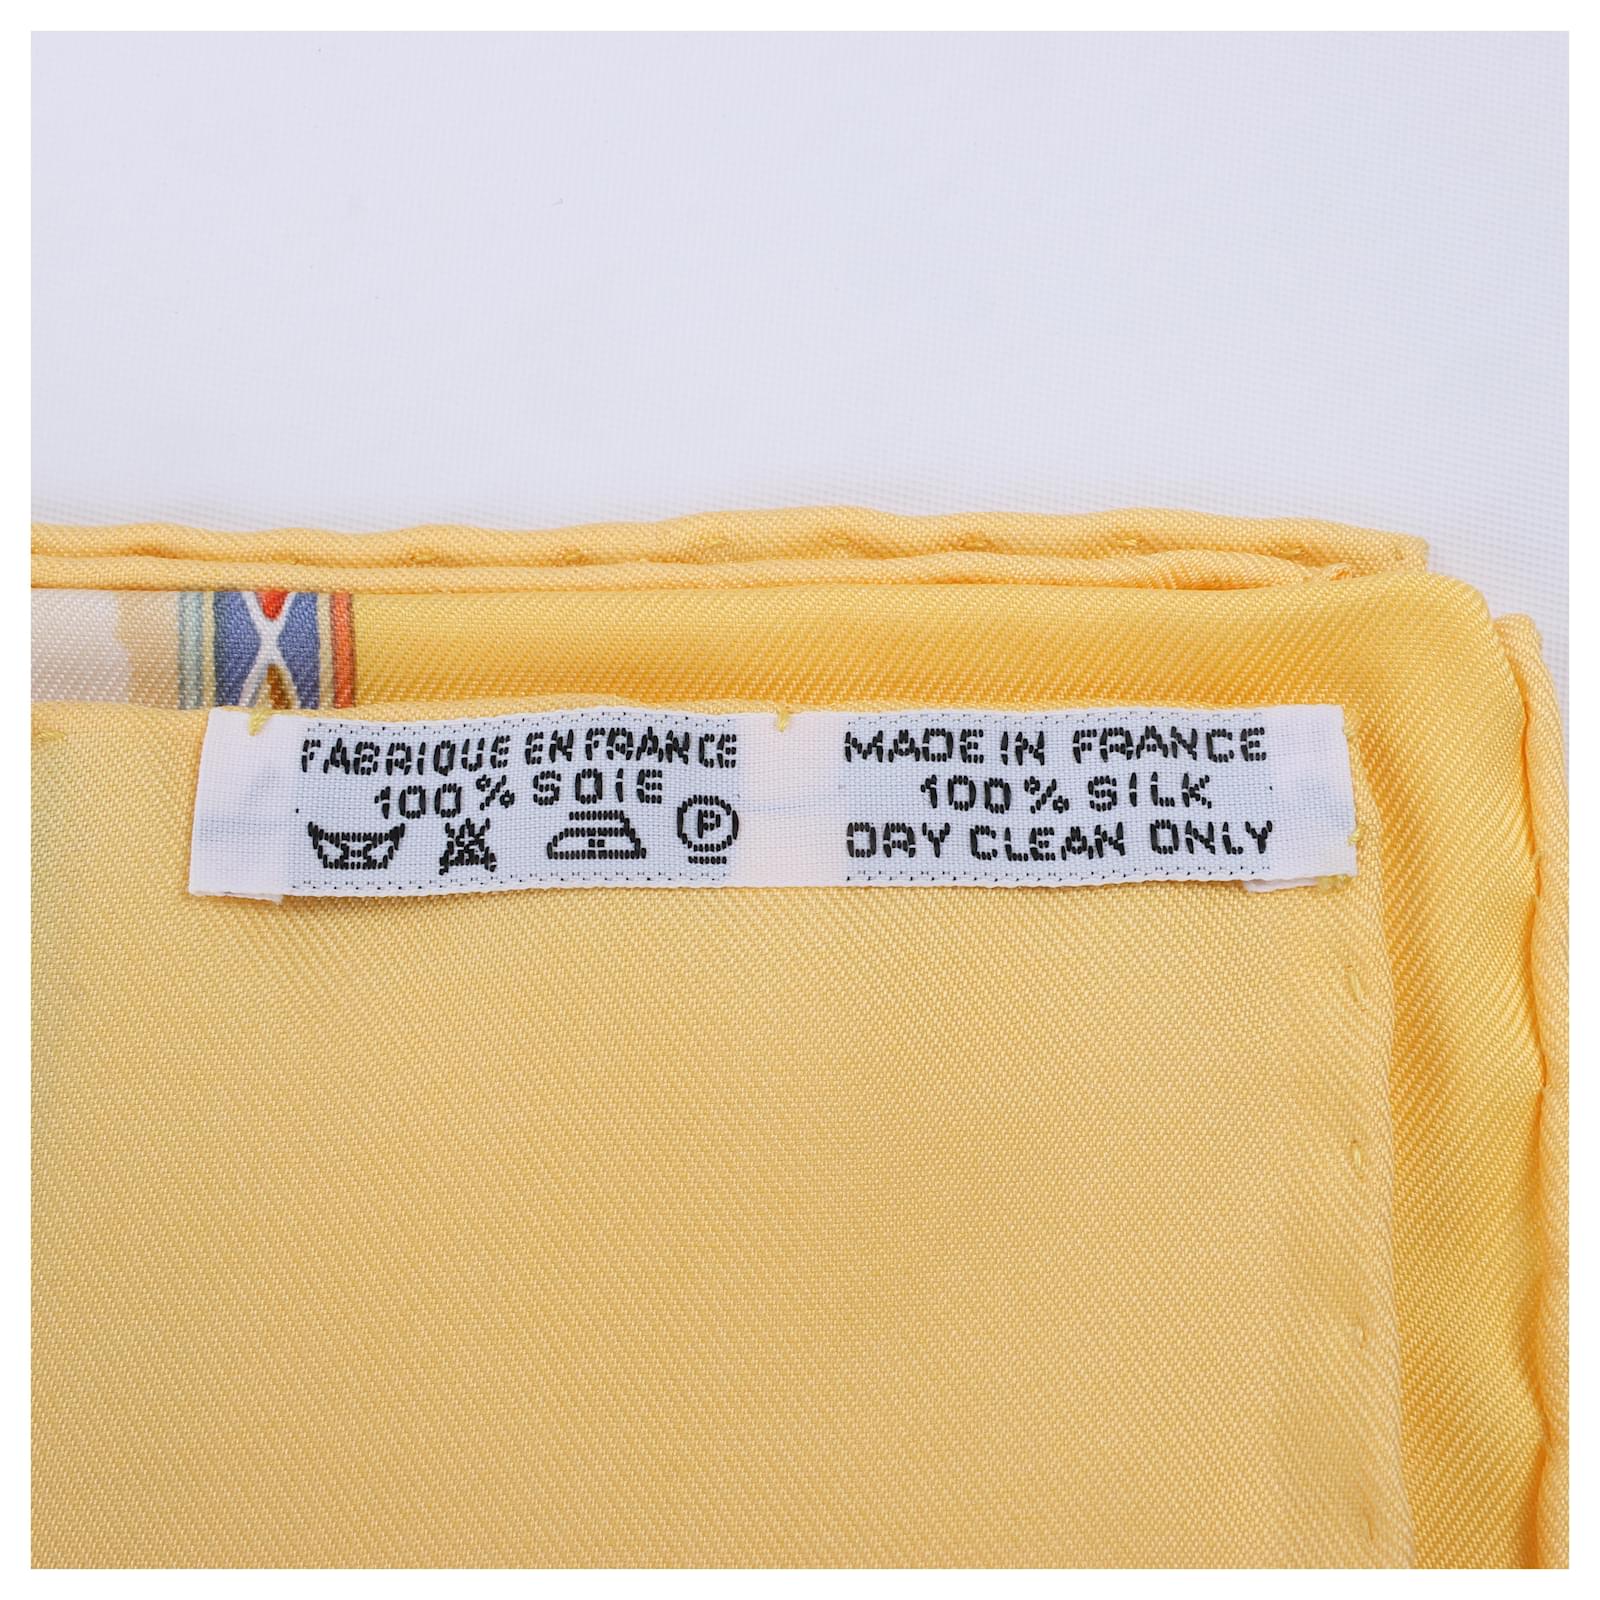 FABRIQUE EN FRANCE
100% SOIE
P
MADE IN FRANCE
100% SILK
DRY CLEAN ONLY